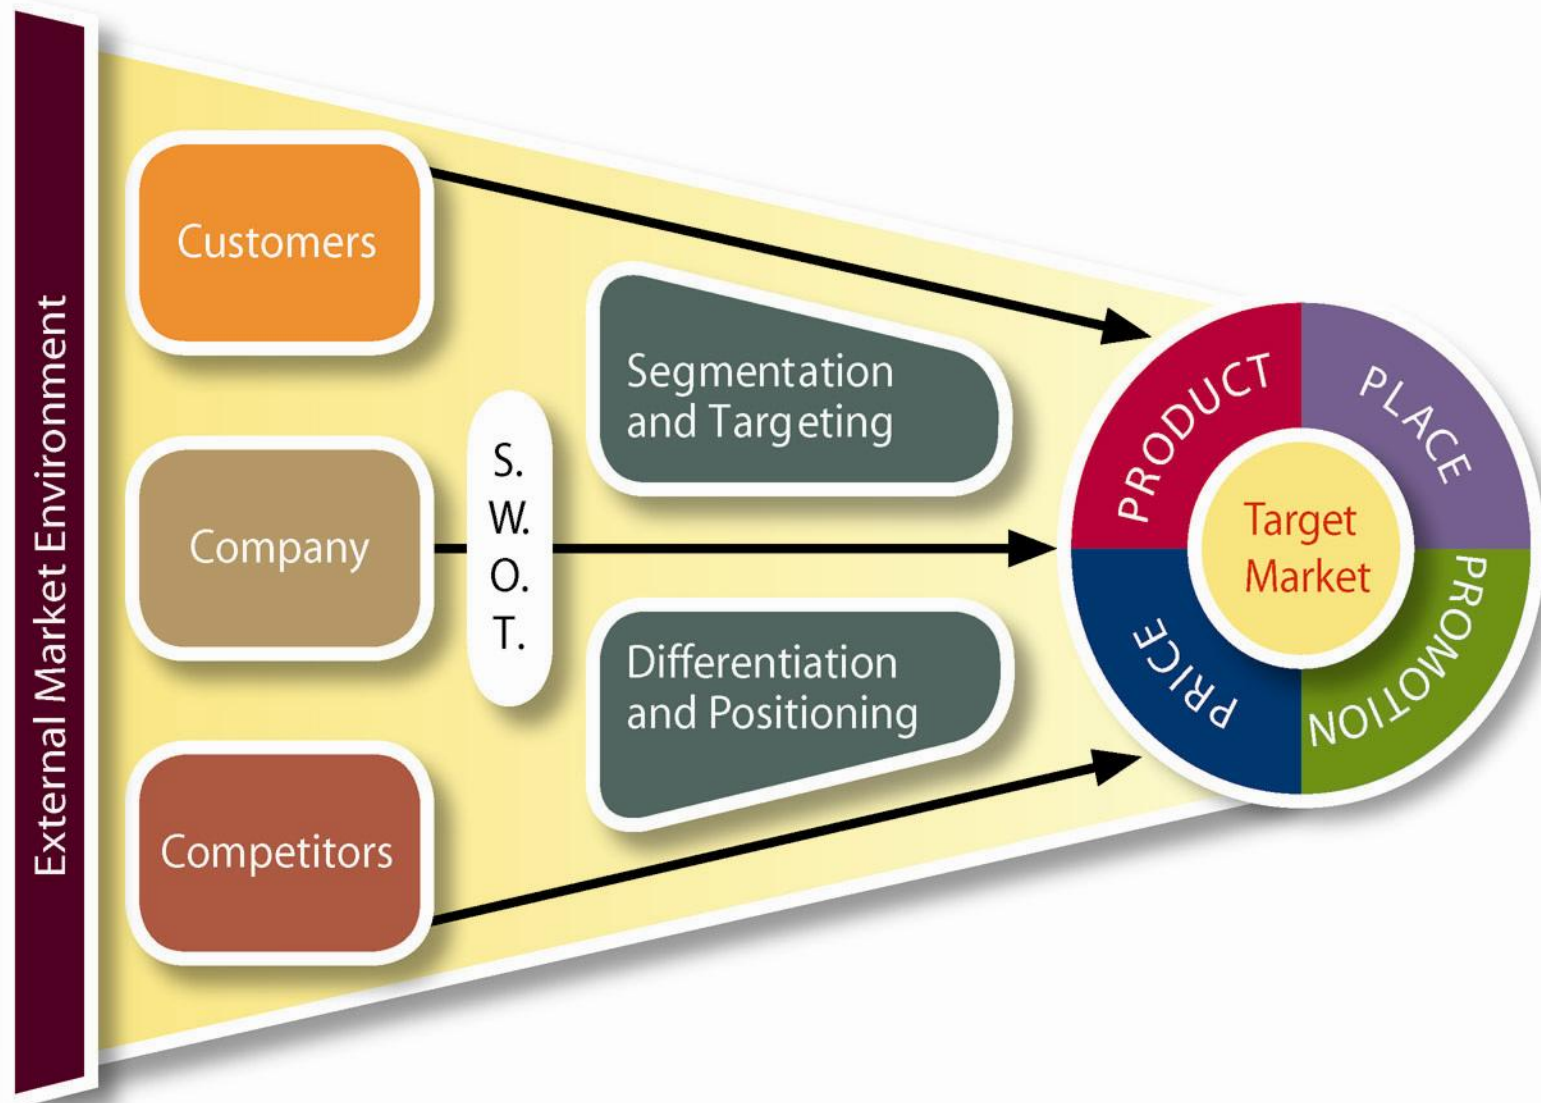 External Market Environment
Customers
Company
Competitors
S.
W.
O.
T.
Segmentation
and Targeting
Differentiation
and Positioning
PRODUCT
PLACE
PRICE
PROMOTION
Target
Market